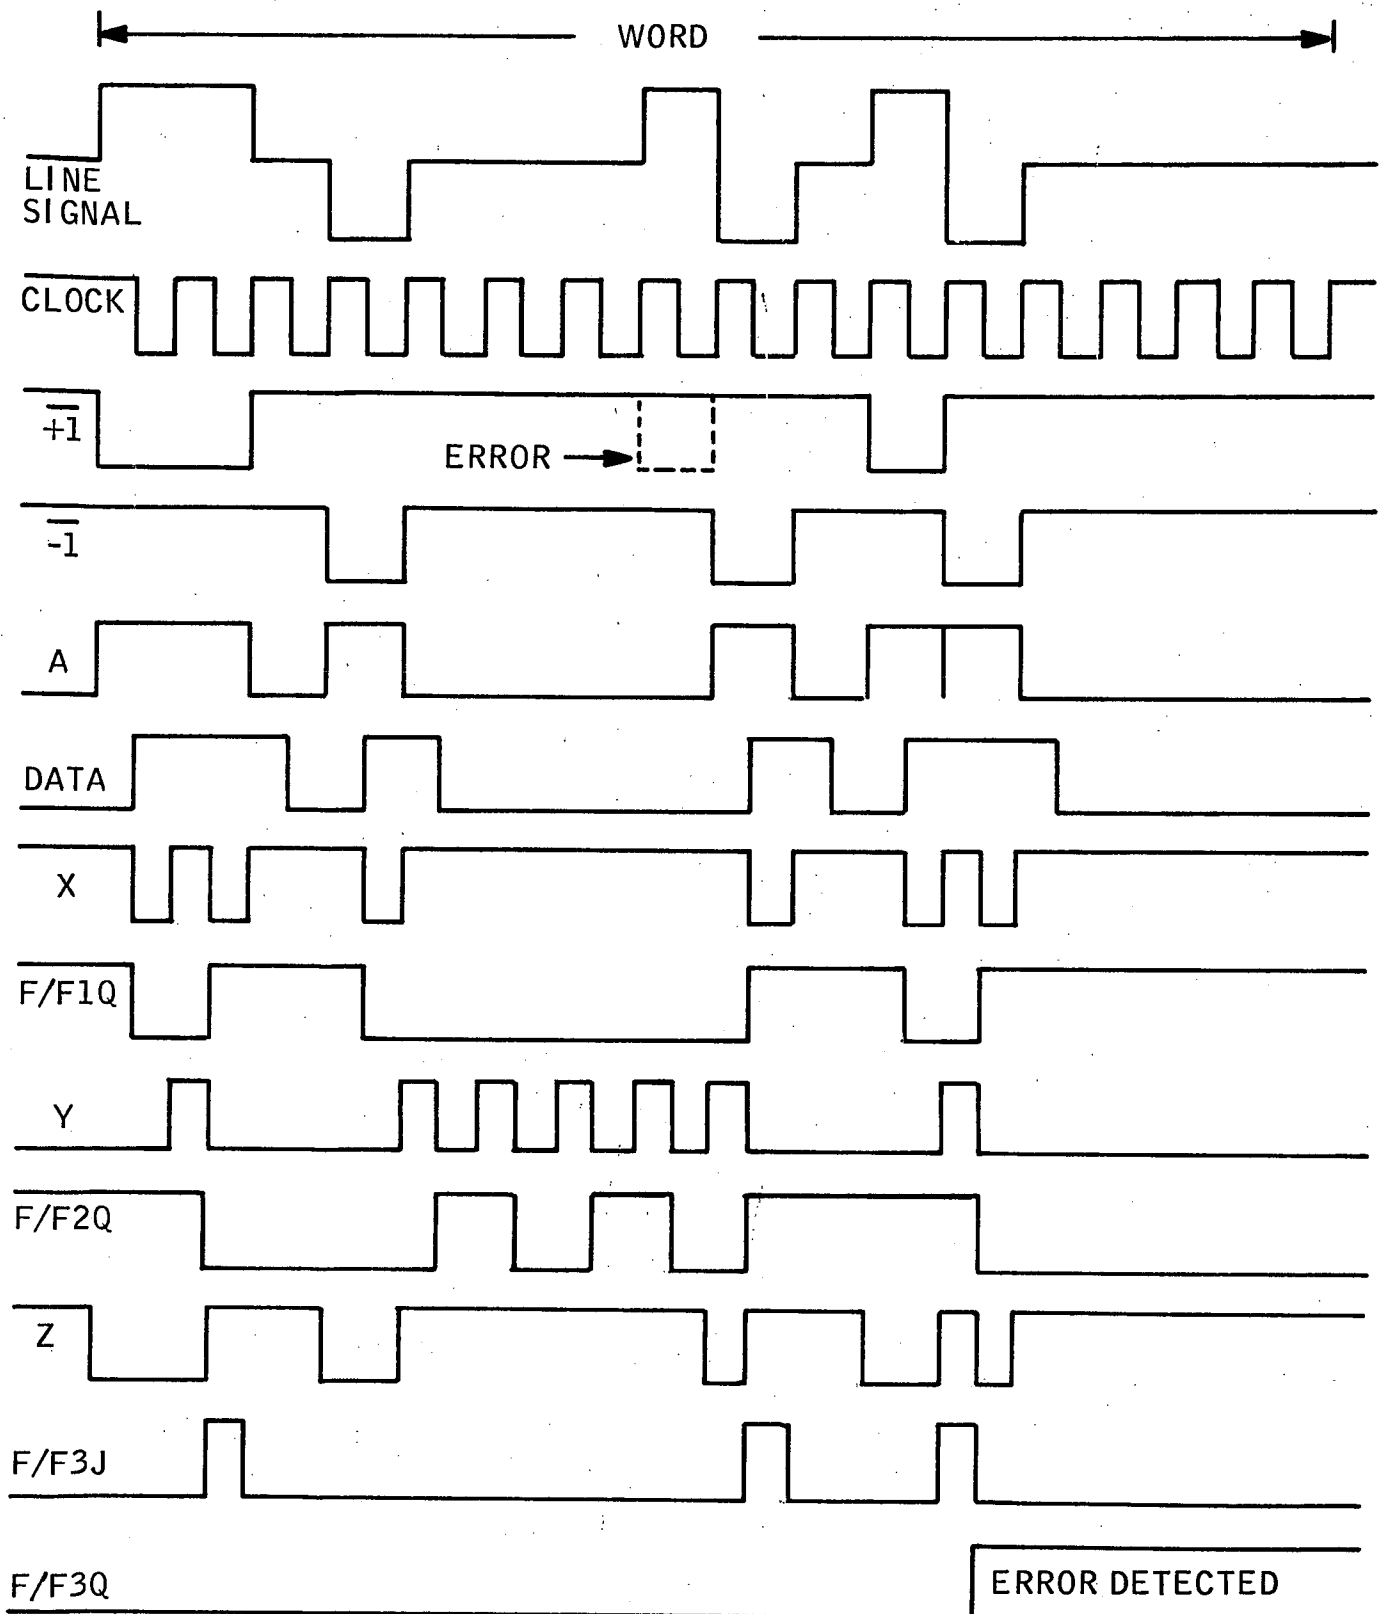 WORD
LINE
SIGNAL
CLOCK
+1
ERROR
-1
A
DATA
X
F/F1Q
Y
F/F2Q
Z
F/F3J
F/F3Q
ERROR DETECTED